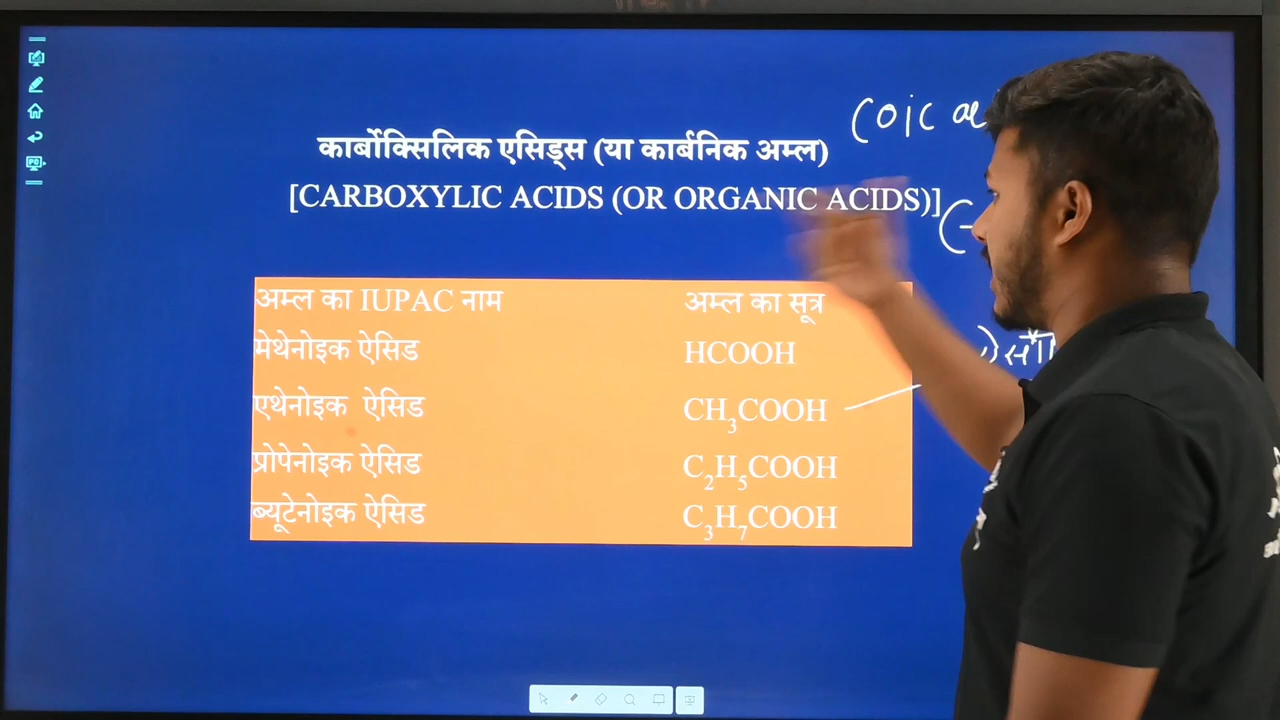 (oic
कार्बोक्सिलिक एसिड्स (या कार्बनिक अम्ल)
[CARBOXYLIC ACIDS (OR ORGANIC ACIDS)]
अम्ल का IUPAC नाम अम्ल का सूत्र
मेथेनोइक ऐसिड HCOOH
एथेनोइक ऐसिड CH₃COOH
प्रोपेनोइक ऐसिड C₂H₅COOH
ब्यूटेनोइक ऐसिड C₃H₇COOH